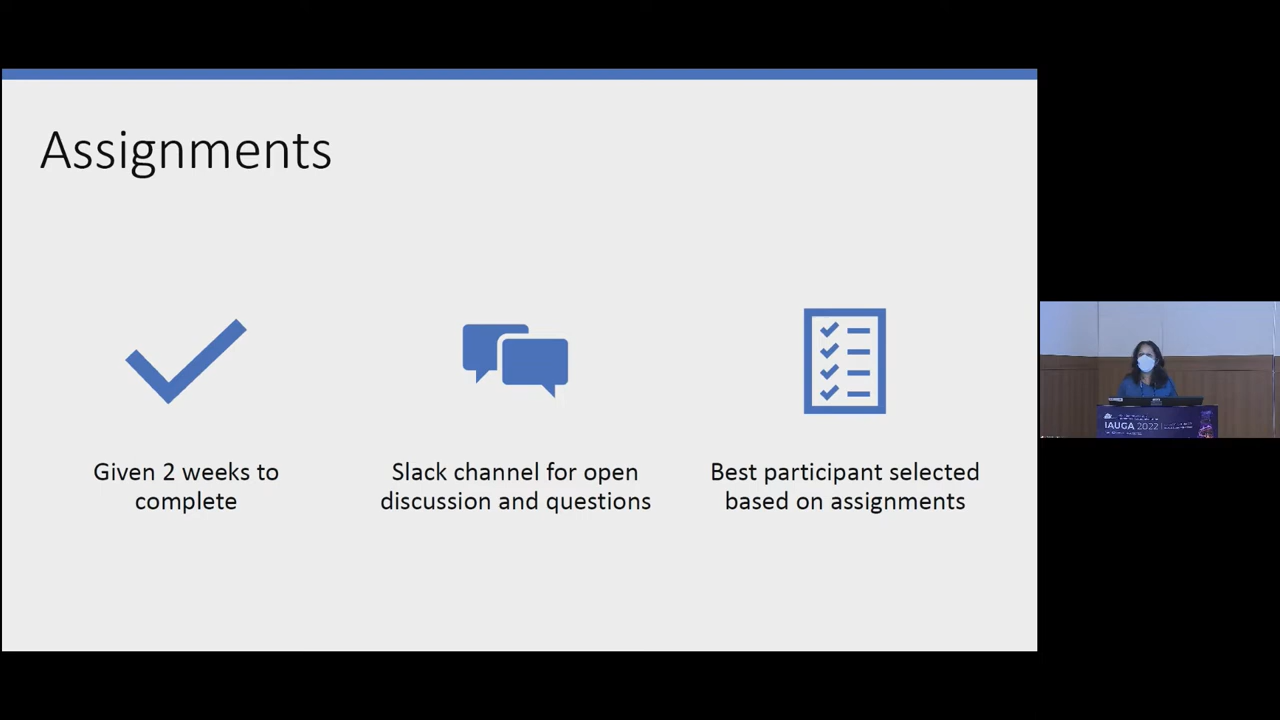 Assignments
Given 2 weeks to
complete
Slack channel for open
discussion and questions
Best participant selected
based on assignments
IAUGA 2022